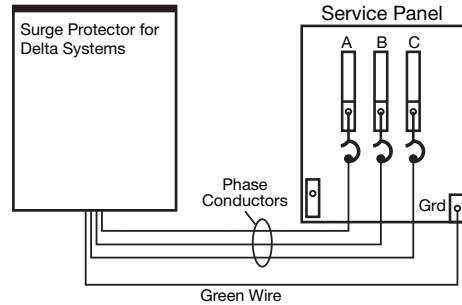 Surge Protector for
Delta Systems
Service Panel
A B C
Phase
Conductors
Grd
Green Wire